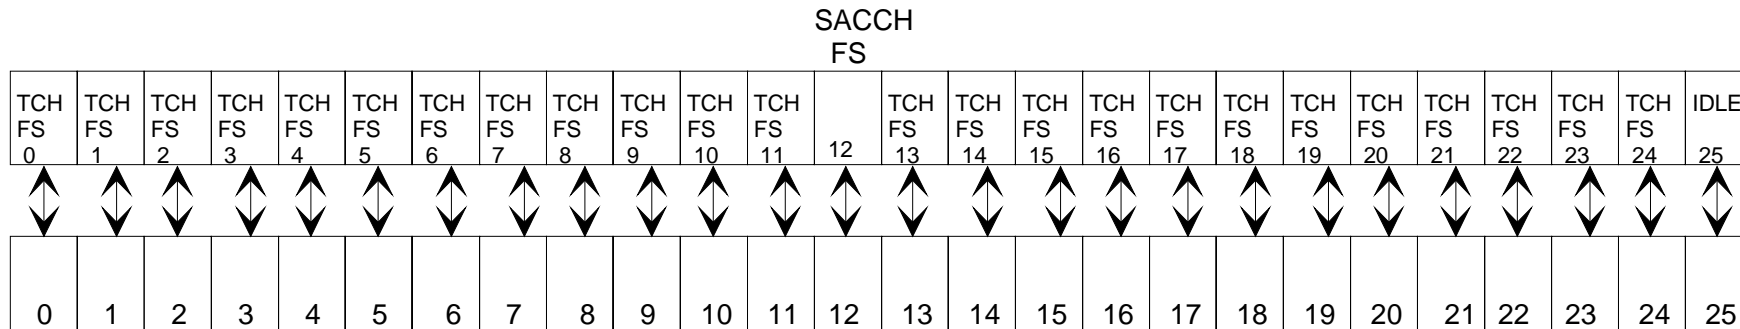 SACCH
FS
TCH TCH TCH TCH TCH TCH TCH TCH TCH TCH TCH TCH TCH TCH TCH TCH TCH TCH TCH TCH TCH TCH TCH TCH IDLE
FS FS FS FS FS FS FS FS FS FS FS FS FS FS FS FS FS FS FS FS FS FS FS FS
0 1 2 3 4 5 6 7 8 9 10 11 12 13 14 15 16 17 18 19 20 21 22 23 24 25
0 1 2 3 4 5 6 7 8 9 10 11 12 13 14 15 16 17 18 19 20 21 22 23 24 25